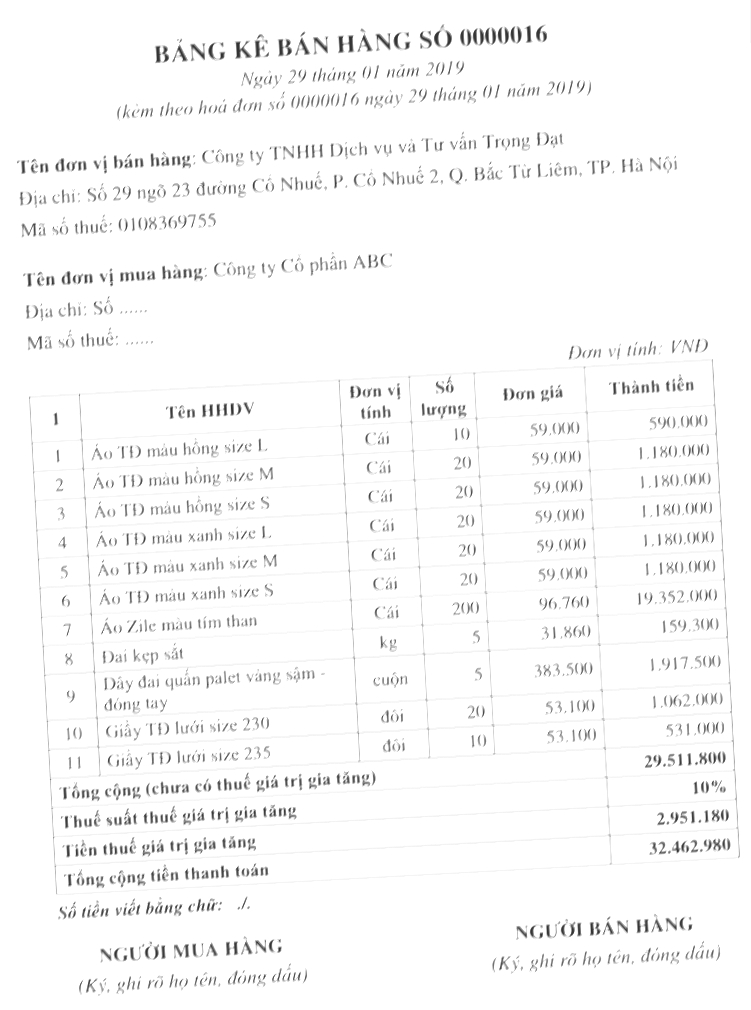 BẢNG KÊ BÁN HÀNG SỐ 0000016
Ngày 29 tháng 01 năm 2019
(kèm theo hoá đơn số 0000016 ngày 29 tháng 01 năm 2019)
Tên đơn vị bán hàng: Công ty TNHH Dịch vụ và Tư vấn Trọng Đạt
Địa chỉ: Số 29 ngõ 23 đường Cổ Nhuế, P. Cổ Nhuế 2, Q. Bắc Từ Liêm, TP. Hà Nội
Mã số thuế: 0108369755
Tên đơn vị mua hàng: Công ty Cổ phần ABC
Địa chỉ: Số ......
Mã số thuế: ......
Đơn vị tính: VNĐ
1 Tên HHDV Đơn vị tính Số lượng Đơn giá Thành tiền
1 Áo TD màu hồng size L Cái 10 59.000 590.000
2 Áo TD màu hồng size M Cái 20 59.000 1.180.000
3 Áo TD màu hồng size S Cái 20 59.000 1.180.000
4 Áo TD màu xanh size L Cái 20 59.000 1.180.000
5 Áo TD màu xanh size M Cái 20 59.000 1.180.000
6 Áo TD màu xanh size S Cái 20 59.000 1.180.000
7 Áo Zile màu tím than Cái 200 96.760 19.352.000
8 Đai kẹp sắt kg 5 31.860 159.300
9 Dây đai quấn palet vàng sậm - đóng tay cuộn 5 383.500 1.917.500
10 Giầy TĐ lưới size 230 đôi 20 53.100 1.062.000
11 Giầy TĐ lưới size 235 đôi 10 53.100 531.000
Tổng cộng (chưa có thuế giá trị gia tăng) 29.511.800
Thuế suất thuế giá trị gia tăng 10%
Tiền thuế giá trị gia tăng 2.951.180
Tổng cộng tiền thanh toán 32.462.980
Số tiền viết bằng chữ: ./.
NGƯỜI MUA HÀNG
(Ký, ghi rõ họ tên, đóng dấu)
NGƯỜI BÁN HÀNG
(Ký, ghi rõ họ tên, đóng dấu)